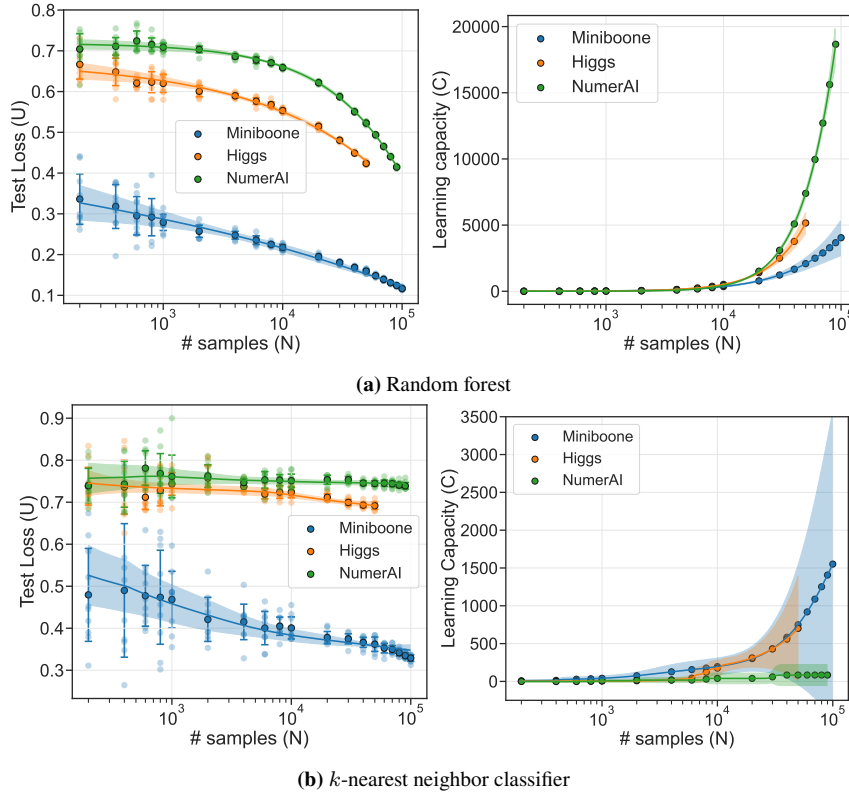 0.8
0.7
0.6
0.5
0.4
0.3
0.2
0.1
Test Loss (U)
Miniboone
Higgs
NumerAI
10³
10⁴
10⁵
# samples (N)
20000
15000
10000
5000
0
Learning capacity (C)
Miniboone
Higgs
NumerAI
10³
10⁴
10⁵
# samples (N)
(a) Random forest
0.9
0.8
0.7
0.6
0.5
0.4
0.3
Test Loss (U)
Miniboone
Higgs
NumerAI
10³
10⁴
10⁵
# samples (N)
3500
3000
2500
2000
1500
1000
500
0
Learning Capacity (C)
Miniboone
Higgs
NumerAI
10³
10⁴
10⁵
# samples (N)
(b) k-nearest neighbor classifier